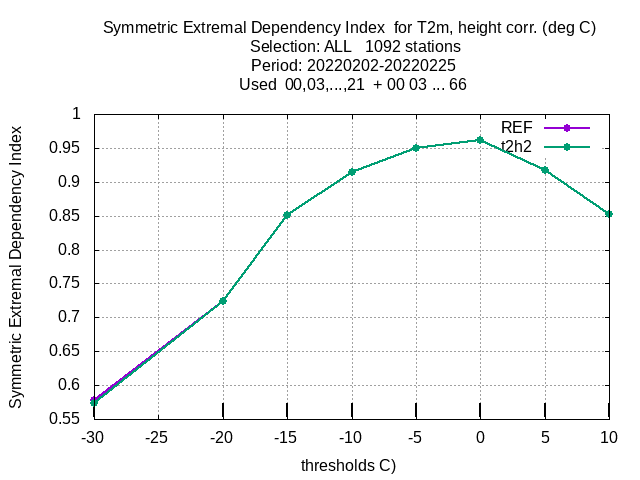 Symmetric Extremal Dependency Index  for T2m, height corr. (deg C)
Selection: ALL   1092 stations
Period: 20220202-20220225
Used  00,03,...,21  + 00 03 ... 66
Symmetric Extremal Dependency Index
1
0.95
0.9
0.85
0.8
0.75
0.7
0.65
0.6
0.55
REF
t2h2
-30 -25 -20 -15 -10 -5 0 5 10
thresholds C)